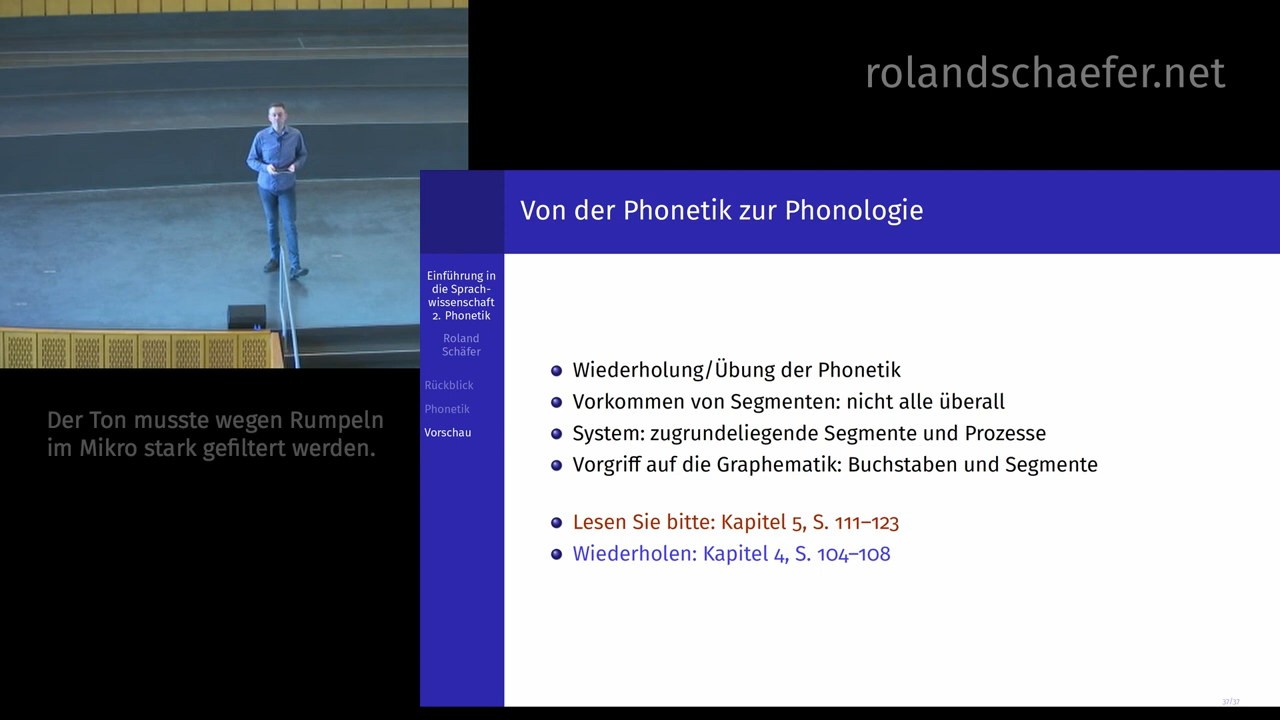 rolandschaefer.net
Von der Phonetik zur Phonologie
Einführung in
die Sprach-
wissenschaft
2. Phonetik
Roland
Schäfer
Rückblick
Phonetik
Vorschau
Wiederholung/Übung der Phonetik
Vorkommen von Segmenten: nicht alle überall
System: zugrundeliegende Segmente und Prozesse
Vorgriff auf die Graphematik: Buchstaben und Segmente
Lesen Sie bitte: Kapitel 5, S. 111–123
Wiederholen: Kapitel 4, S. 104–108
Der Ton musste wegen Rumpeln
im Mikro stark gefiltert werden.
37/37